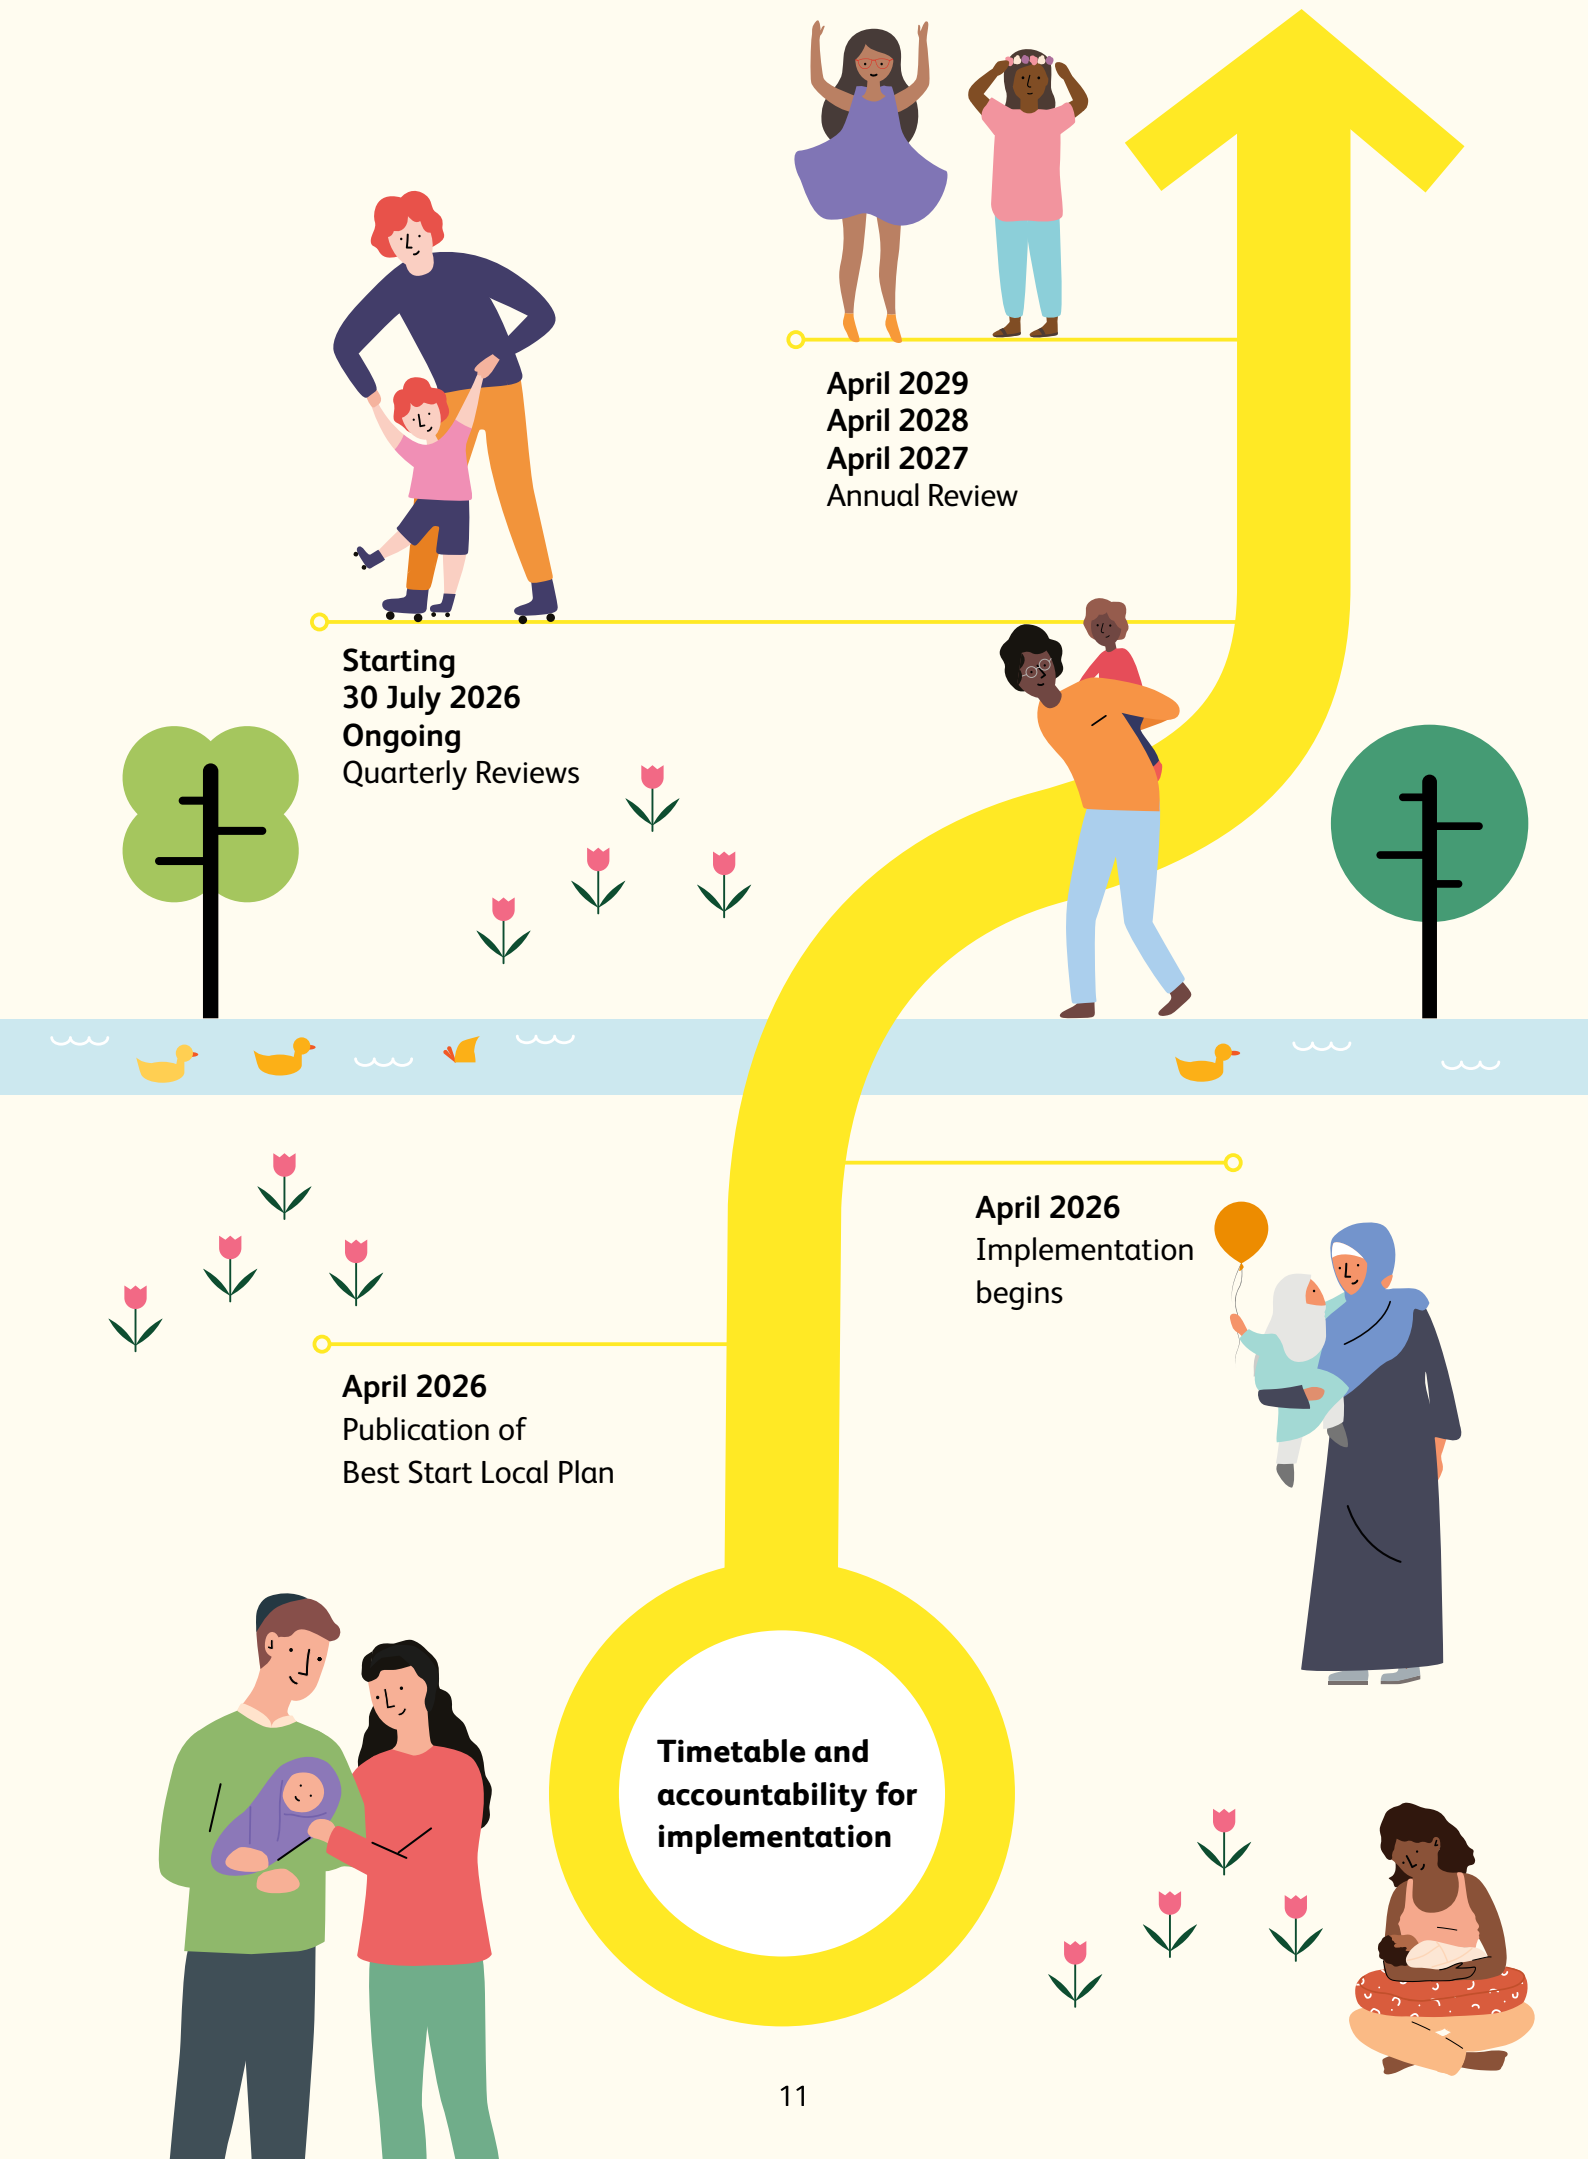 April 2029
April 2028
April 2027
Annual Review
Starting
30 July 2026
Ongoing
Quarterly Reviews
April 2026
Implementation
begins
April 2026
Publication of
Best Start Local Plan
Timetable and
accountability for
implementation
11